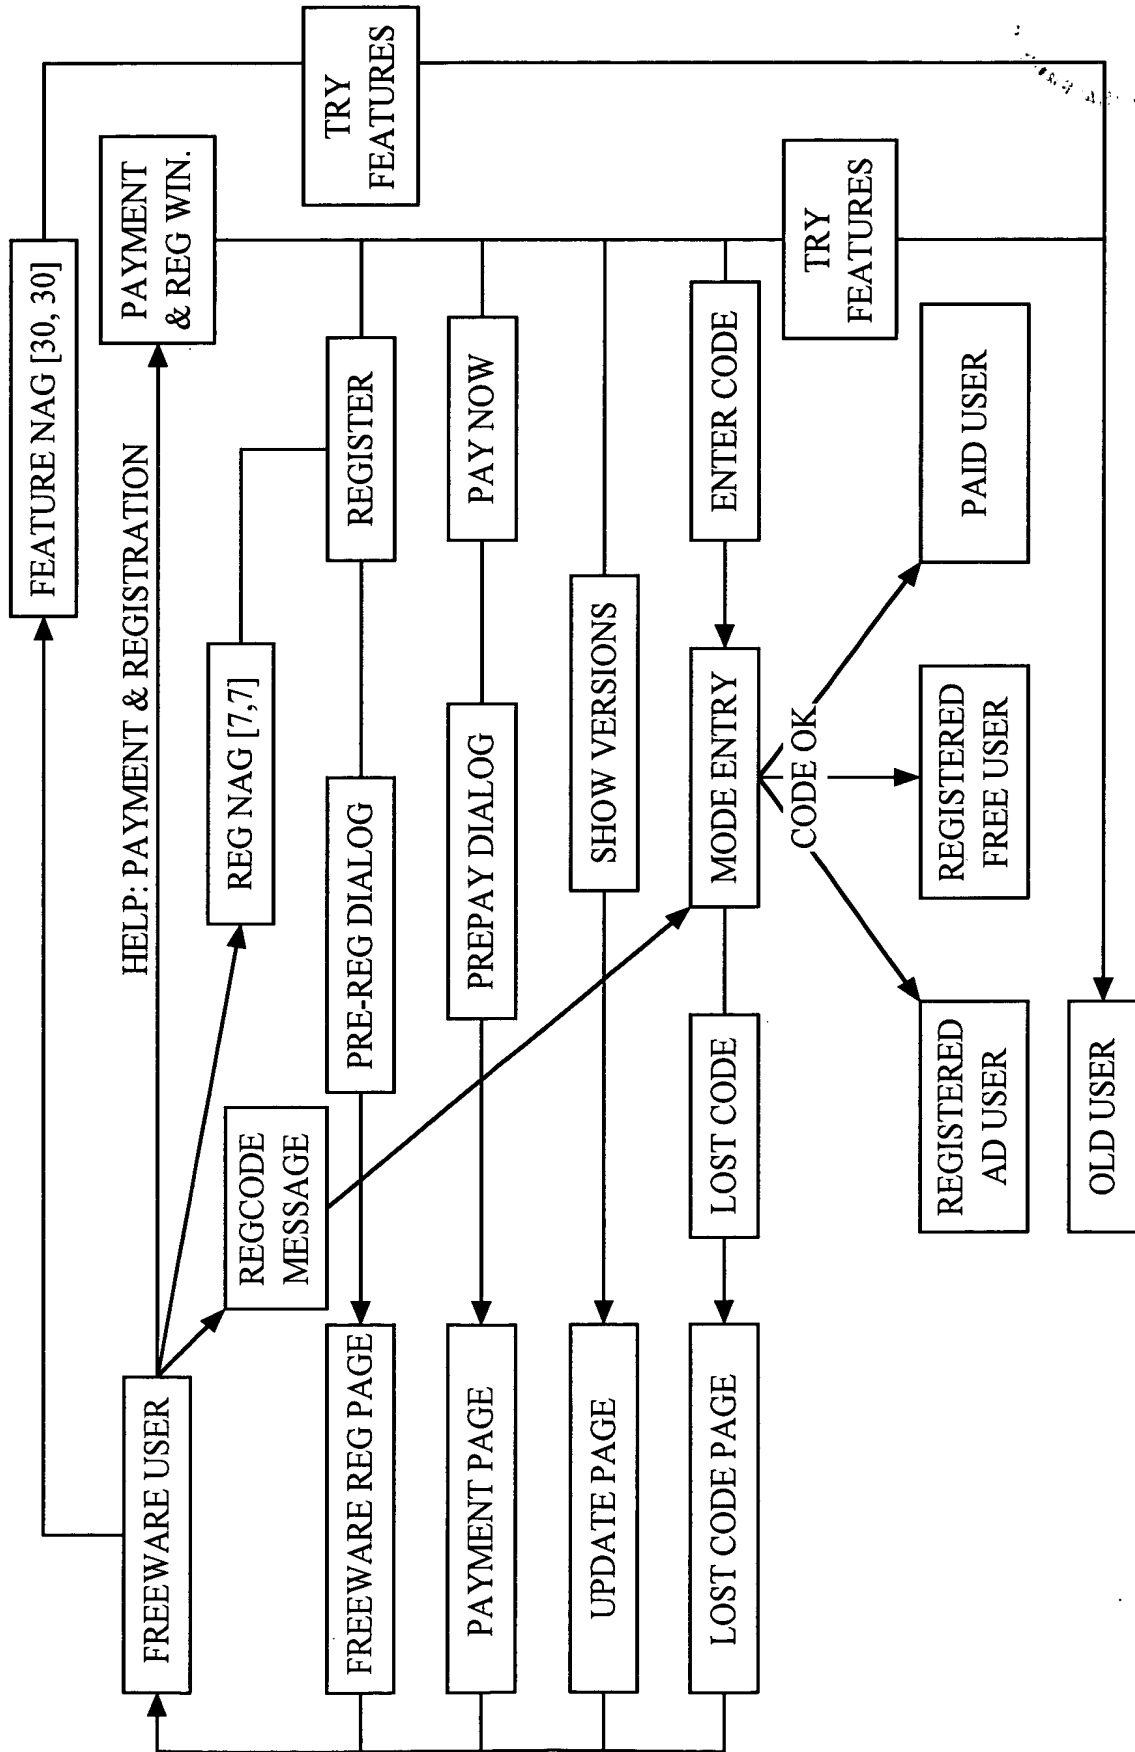 FEATURE NAG [30, 30]
TRY
FEATURES
HELP: PAYMENT & REGISTRATION
PAYMENT
& REG WIN.
FREEWARE USER
REG NAG [7,7]
REGCODE
MESSAGE
FREEWARE REG PAGE
PRE-REG DIALOG
REGISTER
PAYMENT PAGE
PREPAY DIALOG
PAY NOW
UPDATE PAGE
SHOW VERSIONS
LOST CODE PAGE
LOST CODE
MODE ENTRY
ENTER CODE
TRY
FEATURES
CODE OK
REGISTERED
AD USER
REGISTERED
FREE USER
PAID USER
OLD USER